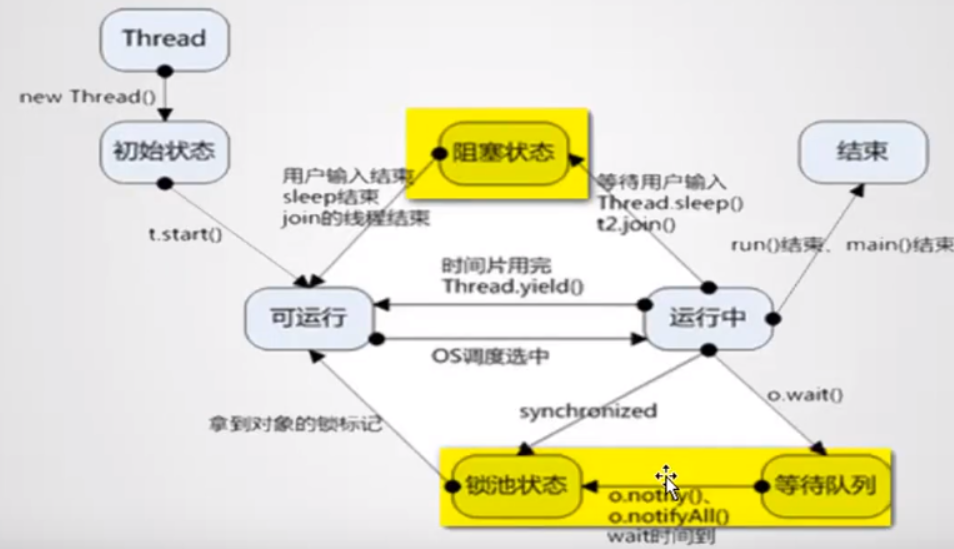 Thread
new Thread()
初始状态
阻塞状态
结束
用户输入结束
sleep结束
join的线程结束
等待用户输入
Thread.sleep()
t2.join()
t.start()
run()结束、main()结束
时间片用完
Thread.yield()
可运行
运行中
OS调度选中
拿到对象的锁标记
synchronized
o.wait()
锁池状态
等待队列
o.notify()、
o.notifyAll()
wait时间到